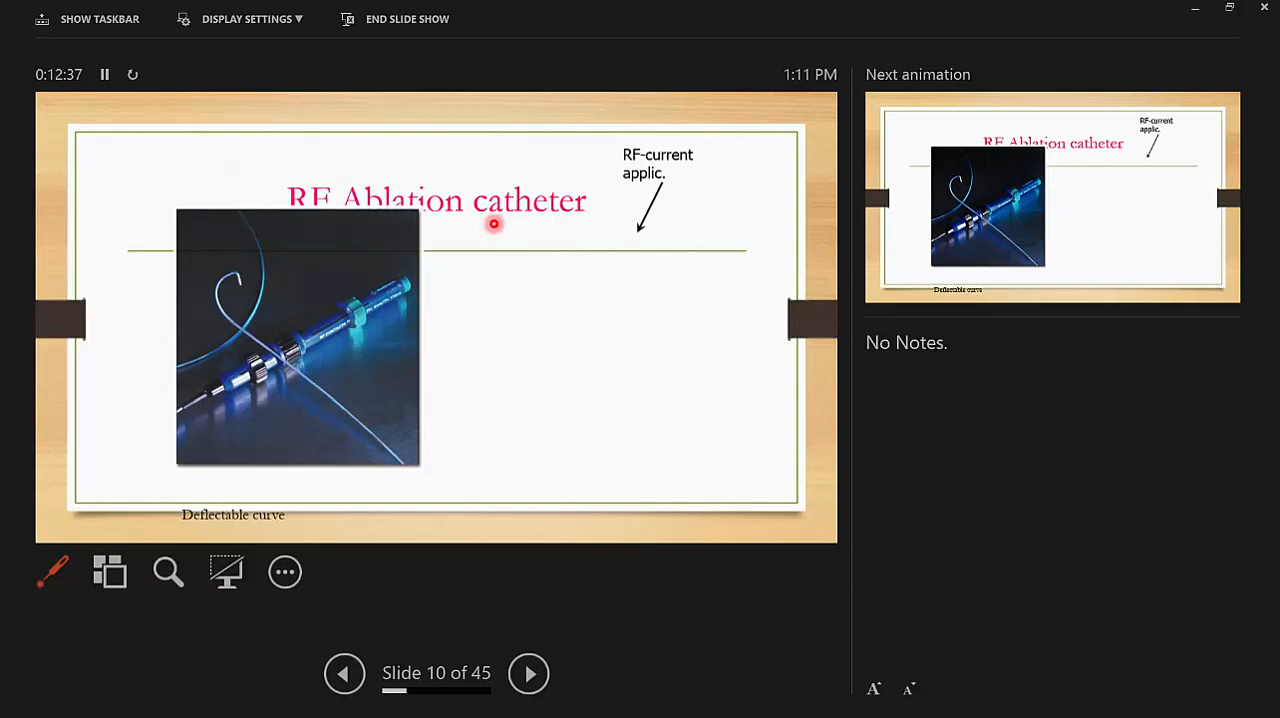 SHOW TASKBAR
DISPLAY SETTINGS ▼
END SLIDE SHOW
0:12:37
1:11 PM
Next animation
RF-current
applic.
RF Ablation catheter
Deflectable curve
RF-current
applic.
RF Ablation catheter
Deflectable curve
No Notes.
Slide 10 of 45
A
A